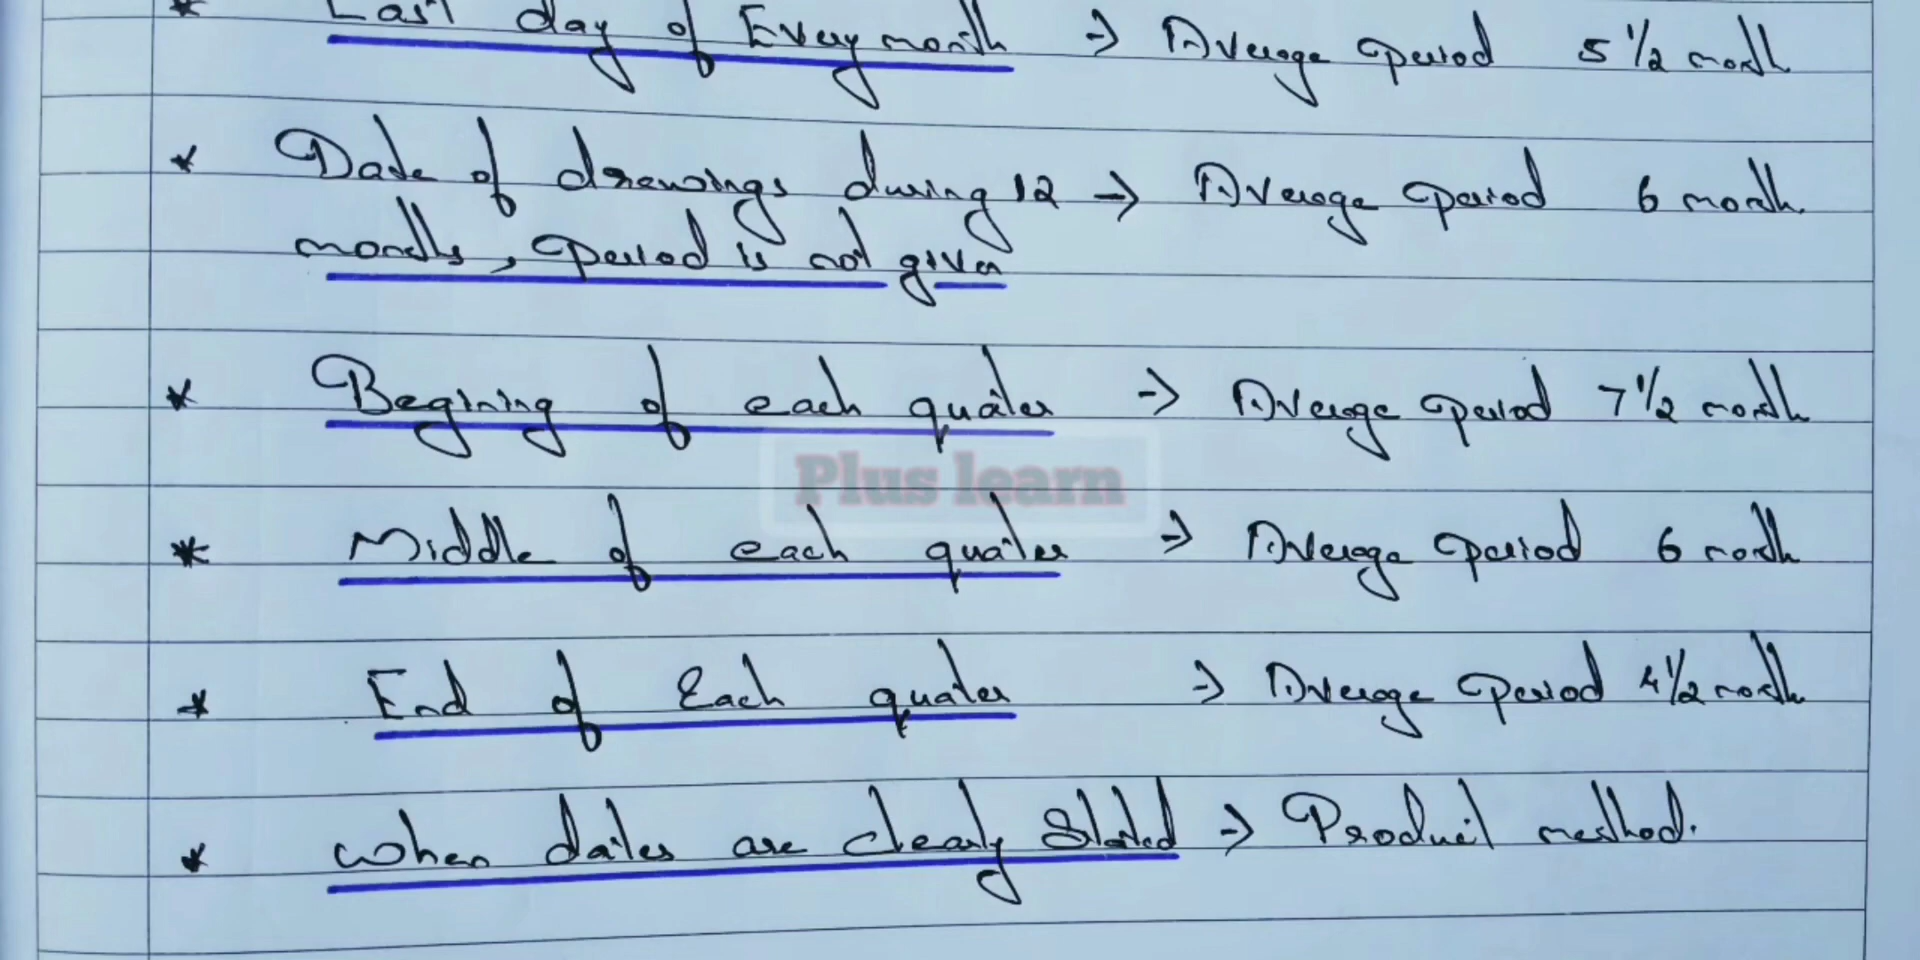 * Last day of Every month -> Average period 5 1/2 month
* Date of drawings during 12 -> Average period 6 month.
months, period is not given
* Begining of each quater -> Average period 7 1/2 month
Plus learn
* Middle of each quater -> Average period 6 month
* End of Each quater -> Average period 4 1/2 month
* When dates are clearly Stated -> Product method.